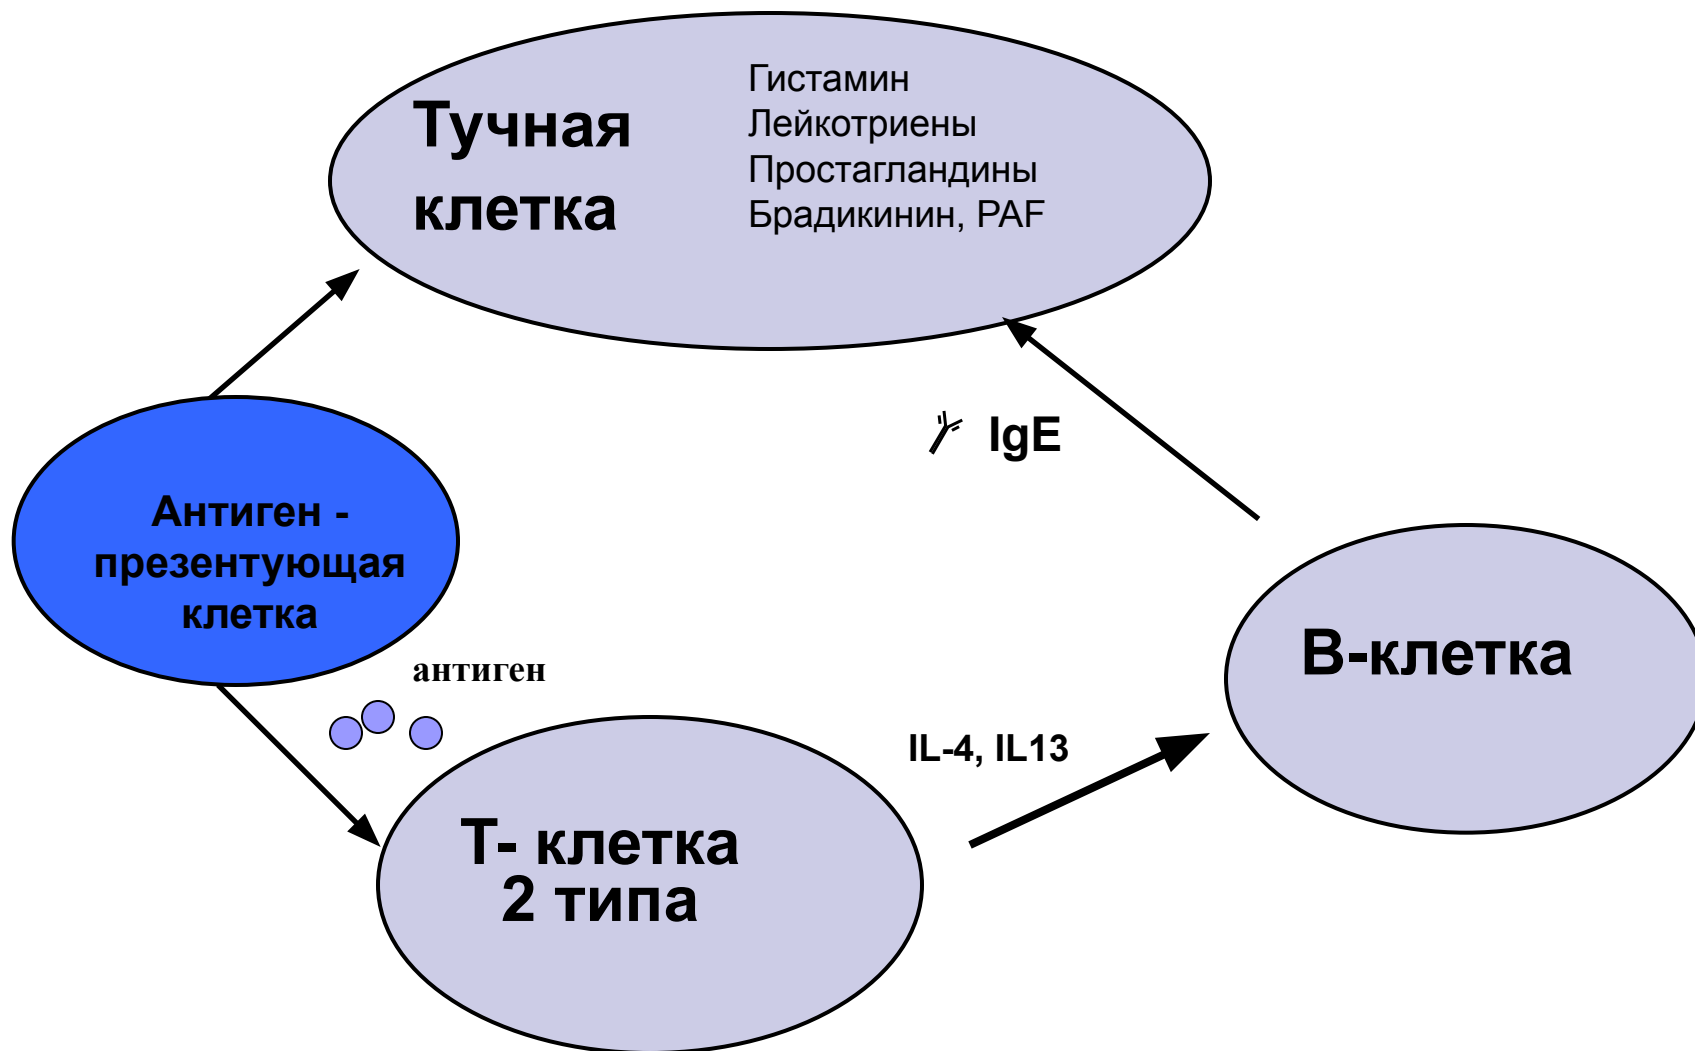 Тучная
клетка
Гистамин
Лейкотриены
Простагландины
Брадикинин, PAF
IgE
Антиген -
презентующая
клетка
антиген
В-клетка
IL-4, IL13
Т- клетка
2 типа